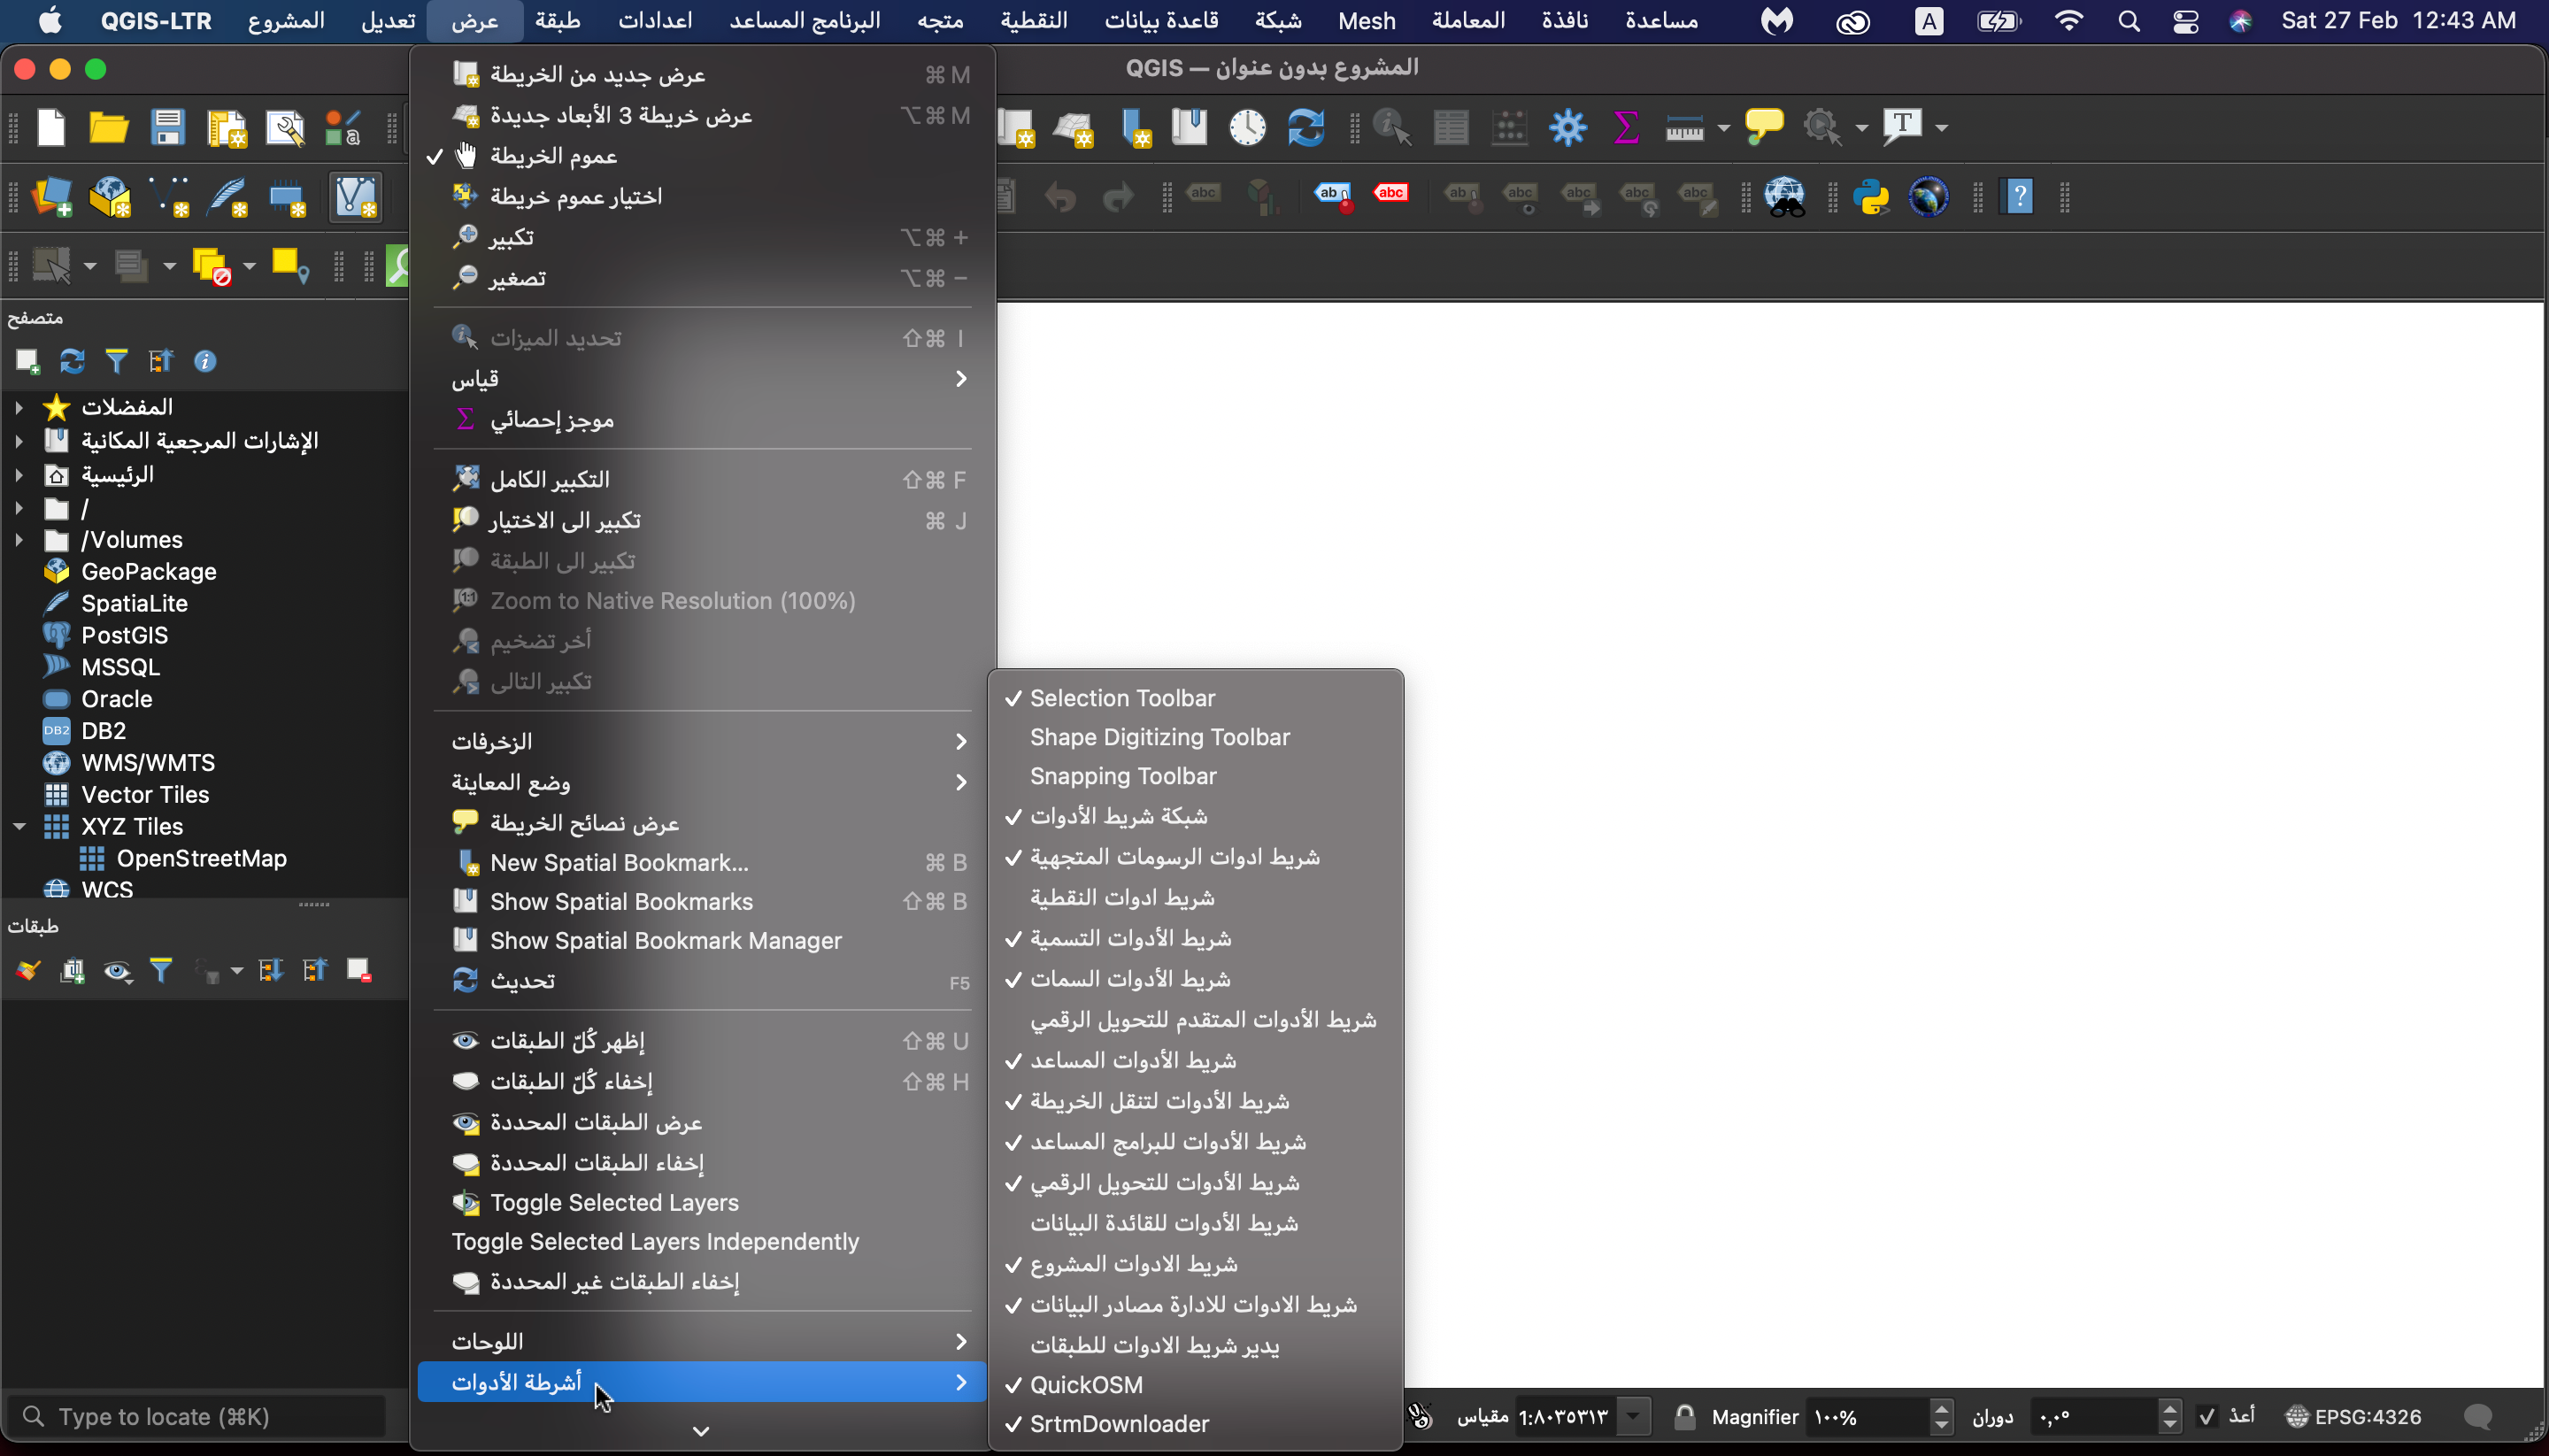 QGIS-LTR المشروع تعديل عرض طبقة اعدادات البرنامج المساعد متجه النقطية قاعدة بيانات شبكة Mesh المعاملة نافذة مساعدة A Sat 27 Feb 12:43 AM
QGIS — المشروع بدون عنوان
متصفح
المفضلات
الإشارات المرجعية المكانية
الرئيسية
/
/Volumes
GeoPackage
SpatiaLite
PostGIS
MSSQL
Oracle
DB2
WMS/WMTS
Vector Tiles
XYZ Tiles
OpenStreetMap
WCS
طبقات
Type to locate (⌘K)
عرض جديد من الخريطة ⌘M
عرض خريطة 3 الأبعاد جديدة ⌥⌘M
✓ عموم الخريطة
اختيار عموم خريطة
تكبير ⌥⌘+
تصغير ⌥⌘−
تحديد الميزات ⇧⌘I
قياس
موجز إحصائي
التكبير الكامل ⇧⌘F
تكبير الى الاختيار ⌘J
تكبير الى الطبقة
Zoom to Native Resolution (100%)
أخر تضخيم
تكبير التالى
الزخرفات
وضع المعاينة
عرض نصائح الخريطة
New Spatial Bookmark... ⌘B
Show Spatial Bookmarks ⇧⌘B
Show Spatial Bookmark Manager
تحديث F5
إظهر كُلّ الطبقات ⇧⌘U
إخفاء كُلّ الطبقات ⇧⌘H
عرض الطبقات المحددة
إخفاء الطبقات المحددة
Toggle Selected Layers
Toggle Selected Layers Independently
إخفاء الطبقات غير المحددة
اللوحات
أشرطة الأدوات
✓ Selection Toolbar
Shape Digitizing Toolbar
Snapping Toolbar
✓ شبكة شريط الأدوات
✓ شريط ادوات الرسومات المتجهية
شريط ادوات النقطية
✓ شريط الأدوات التسمية
✓ شريط الأدوات السمات
شريط الأدوات المتقدم للتحويل الرقمي
✓ شريط الأدوات المساعد
✓ شريط الأدوات لتنقل الخريطة
✓ شريط الأدوات للبرامج المساعد
✓ شريط الأدوات للتحويل الرقمي
شريط الأدوات للقائدة البيانات
✓ شريط الادوات المشروع
✓ شريط الادوات للادارة مصادر البيانات
يدير شريط الادوات للطبقات
✓ QuickOSM
✓ SrtmDownloader
مقياس 1:٨٠٣٥٣١٣ Magnifier ١٠٠% دوران ٠,٠° ✓ أعدْ EPSG:4326